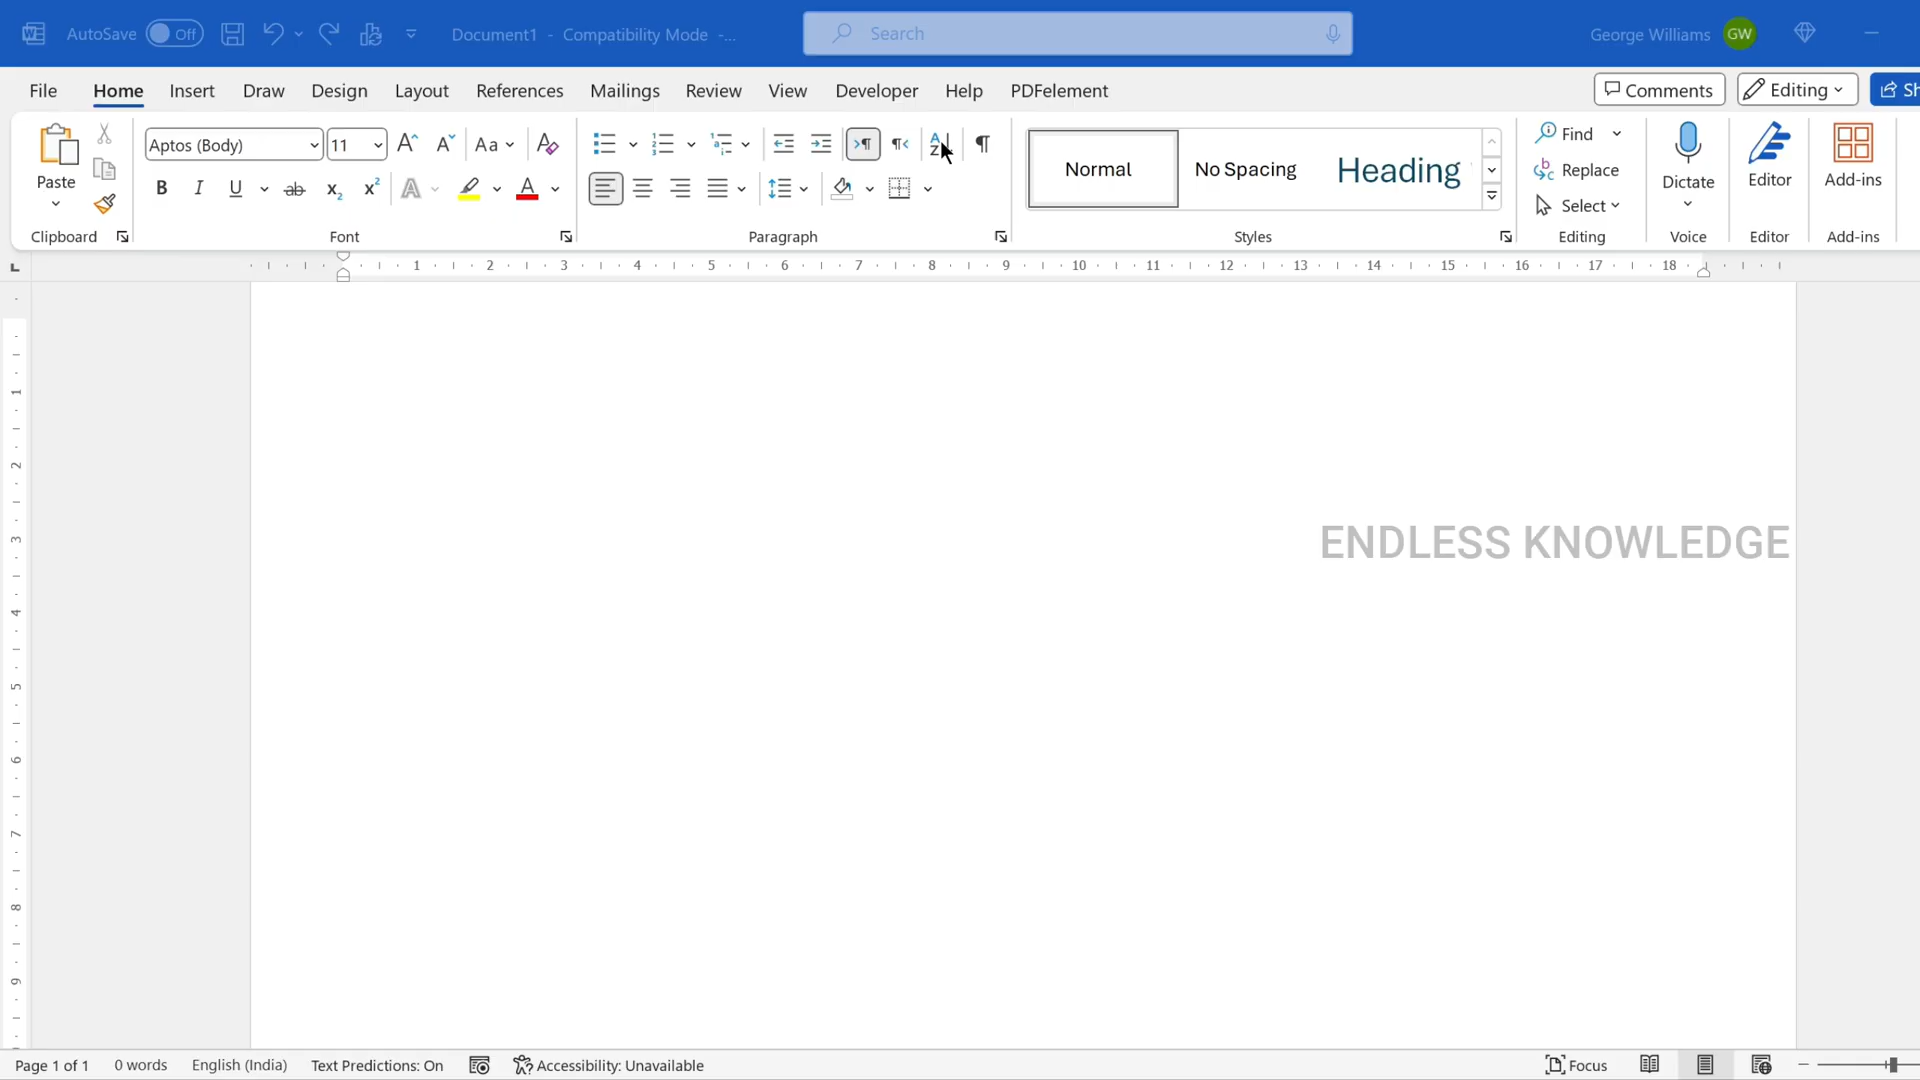 AutoSave Off Document1 - Compatibility Mode -... Search George Williams GW
File Home Insert Draw Design Layout References Mailings Review View Developer Help PDFelement Comments Editing Sh
Paste
Aptos (Body) 11 Aa
Normal No Spacing Heading
Find
Replace
Select
Dictate
Editor
Add-ins
Clipboard Font Paragraph Styles Editing Voice Editor Add-ins
1 2 3 4 5 6 7 8 9 10 11 12 13 14 15 16 17 18
1
2
3
4
5
6
7
8
9
ENDLESS KNOWLEDGE
Page 1 of 1 0 words English (India) Text Predictions: On Accessibility: Unavailable Focus